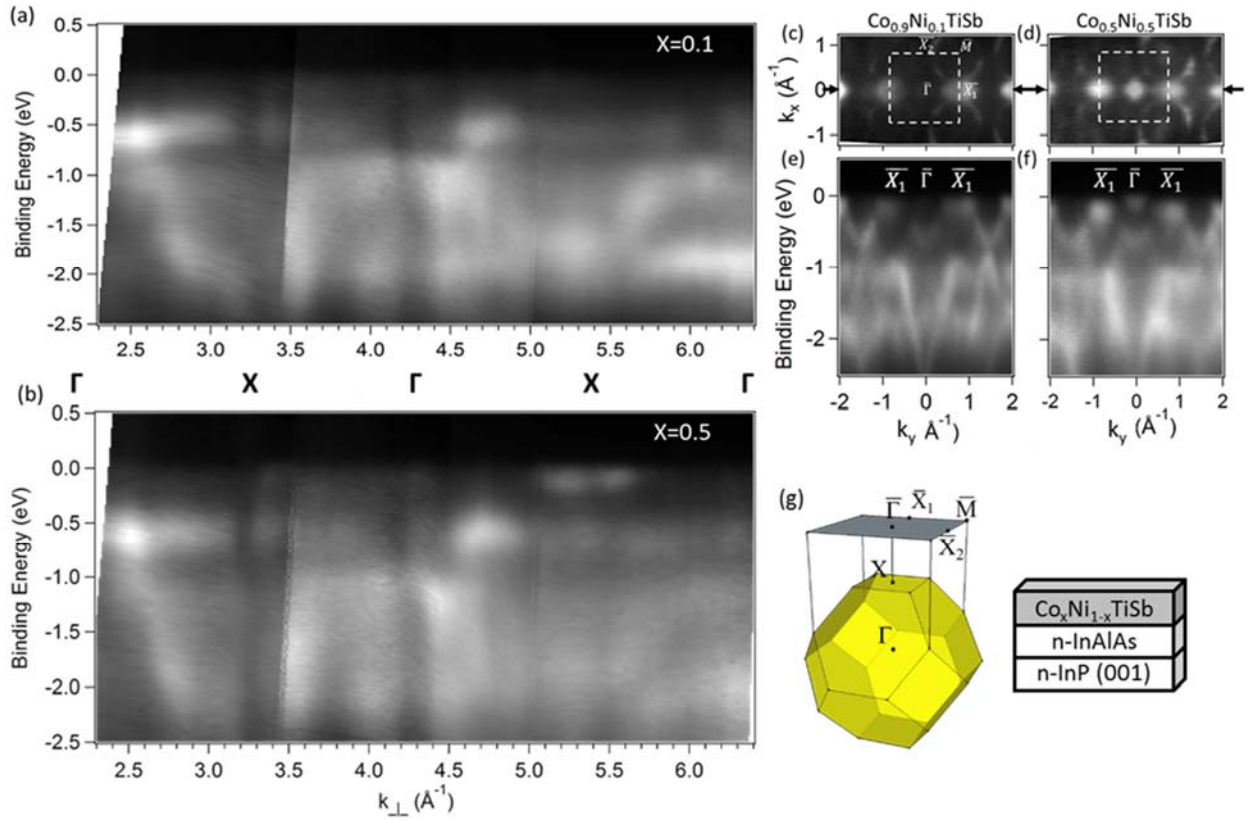 (a)
X=0.1
Binding Energy (eV)
0.5
0.0
-0.5
-1.0
-1.5
-2.0
-2.5
2.5 3.0 3.5 4.0 4.5 5.0 5.5 6.0
Γ X Γ X Γ
(b)
X=0.5
Binding Energy (eV)
0.5
0.0
-0.5
-1.0
-1.5
-2.0
-2.5
2.5 3.0 3.5 4.0 4.5 5.0 5.5 6.0
k_⊥ (Å⁻¹)
Co₀.₉Ni₀.₁TiSb
Co₀.₅Ni₀.₅TiSb
(c)
X̄₂ M̄
Γ̄ X̄₁
kₓ (Å⁻¹)
1
0
-1
(d)
(e)
X̄₁ Γ̄ X̄₁
Binding Energy (eV)
0
-1
-2
-2 -1 0 1 2
k_y Å⁻¹)
(f)
X̄₁ Γ̄ X̄₁
-2 -1 0 1 2
k_y (Å⁻¹)
(g)
Γ̄ X̄₁ M̄
X̄₂
X
Γ
CoₓNi₁₋ₓTiSb
n-InAlAs
n-InP (001)